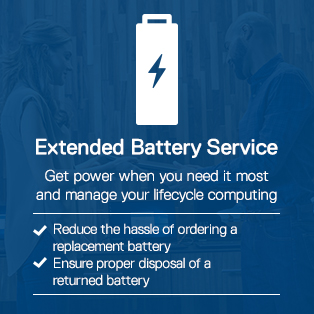 Extended Battery Service
Get power when you need it most
and manage your lifecycle computing
Reduce the hassle of ordering a
replacement battery
Ensure proper disposal of a
returned battery